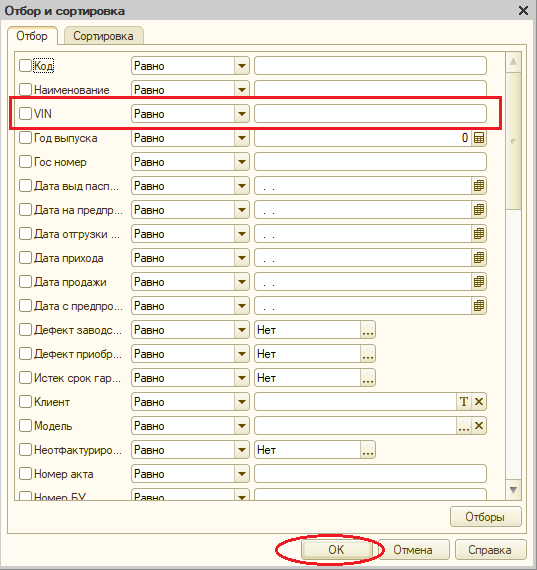 Отбор и сортировка
Отбор Сортировка
Код Равно
Наименование Равно
VIN Равно
Год выпуска Равно 0
Гос номер Равно
Дата выд пасп... Равно . .
Дата на предпр... Равно . .
Дата отгрузки ... Равно . .
Дата прихода Равно . .
Дата продажи Равно . .
Дата с предпро... Равно . .
Дефект заводс... Равно Нет ...
Дефект приобр... Равно Нет ...
Истек срок гар... Равно Нет ...
Клиент Равно T
Модель Равно ...
Неотфактуриро... Равно Нет ...
Номер акта Равно
Номер БУ Равно
Отборы
OK Отмена Справка